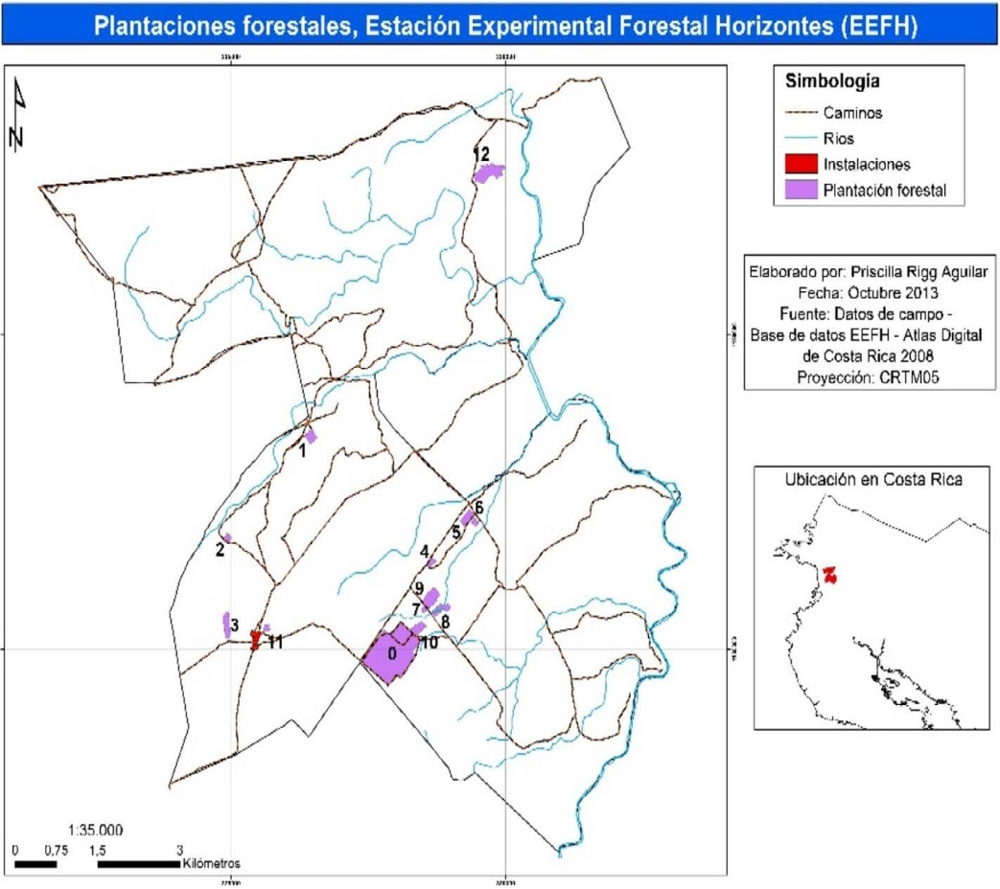 Plantaciones forestales, Estación Experimental Forestal Horizontes (EEFH)
N
12
1
2
3
11
6
5
4
9
7
8
10
0
1:35.000
0 0,75 1,5 3
Kilómetros
Simbología
Caminos
Rios
Instalaciones
Plantación forestal
Elaborado por: Priscilla Rigg Aguilar
Fecha: Octubre 2013
Fuente: Datos de campo -
Base de datos EEFH - Atlas Digital
de Costa Rica 2008
Proyección: CRTM05
Ubicación en Costa Rica